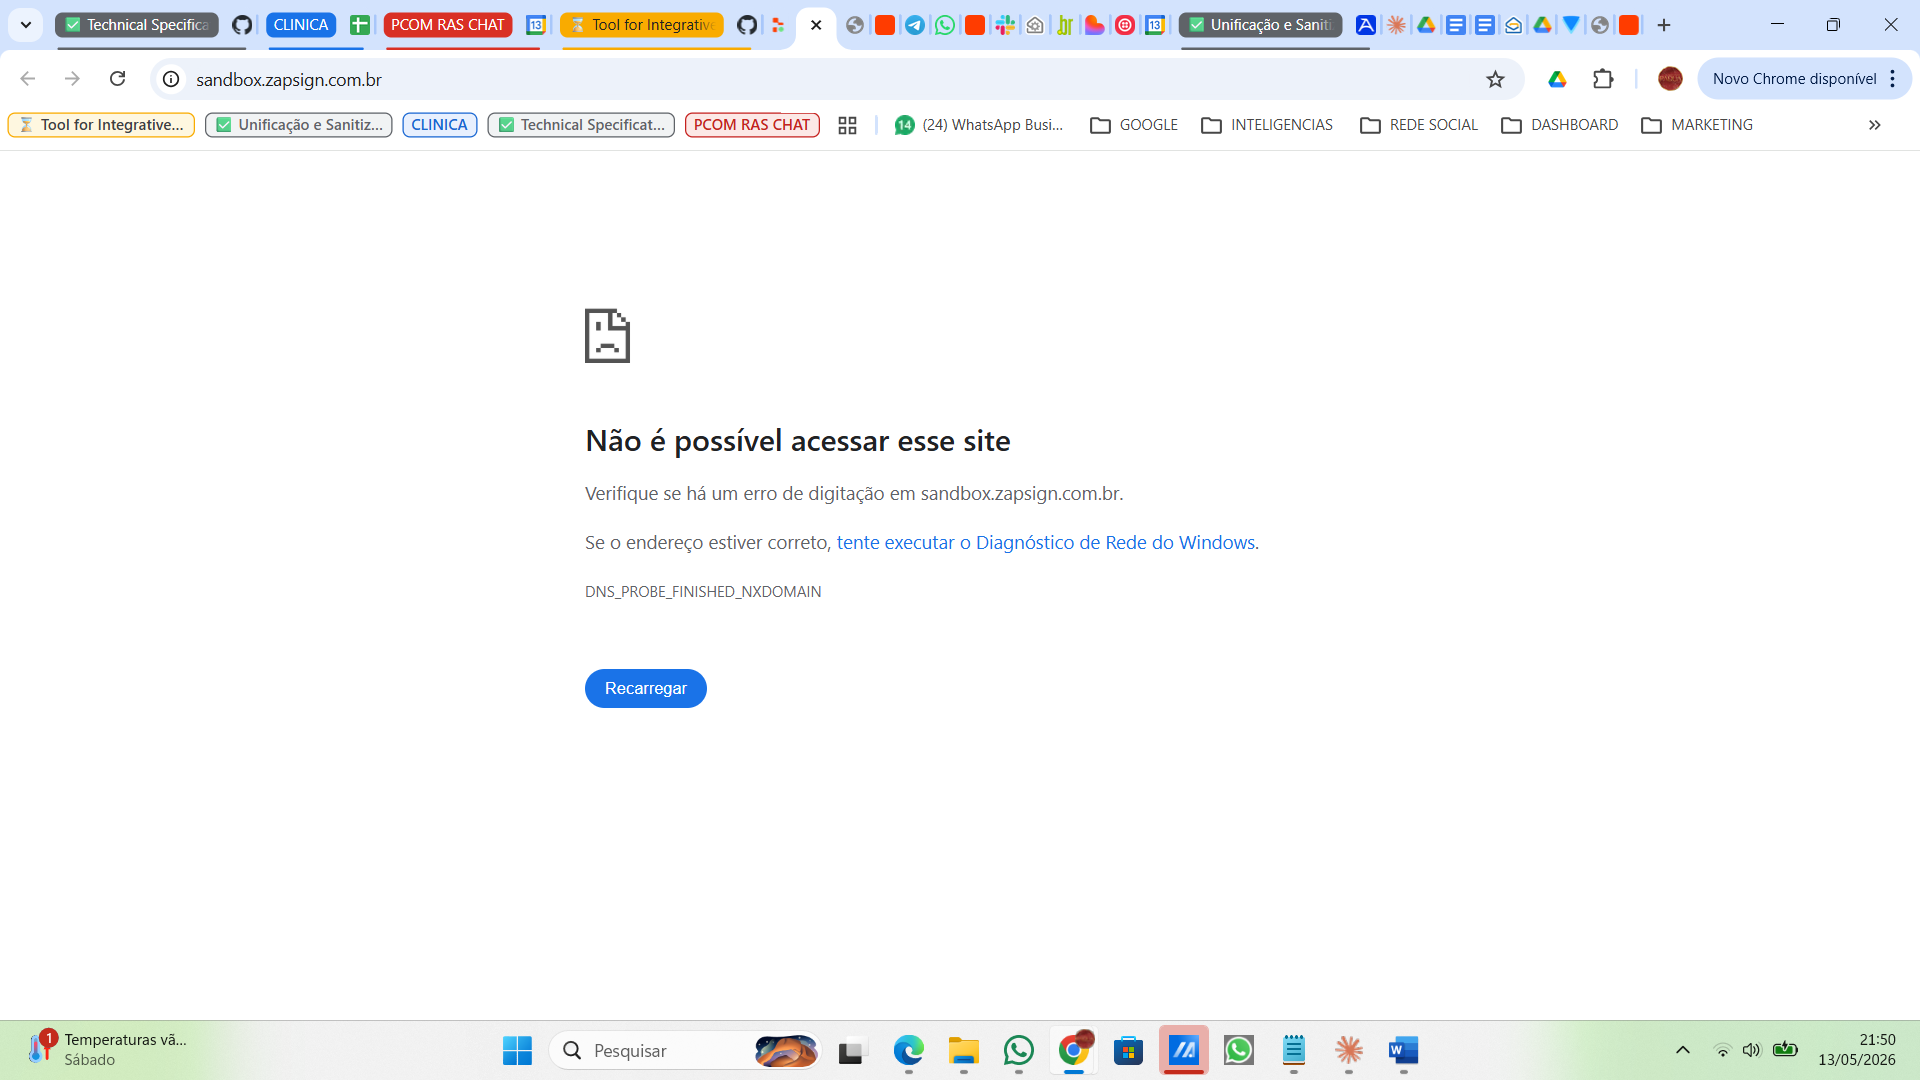 Technical Specifica
CLINICA
PCOM RAS CHAT
13
Tool for Integrative
13
Unificação e Saniti
sandbox.zapsign.com.br
Novo Chrome disponível
Tool for Integrative...
Unificação e Sanitiz...
CLINICA
Technical Specificat...
PCOM RAS CHAT
14
(24) WhatsApp Busi...
GOOGLE
INTELIGENCIAS
REDE SOCIAL
DASHBOARD
MARKETING
Não é possível acessar esse site
Verifique se há um erro de digitação em sandbox.zapsign.com.br.
Se o endereço estiver correto, tente executar o Diagnóstico de Rede do Windows.
DNS_PROBE_FINISHED_NXDOMAIN
Recarregar
1
Temperaturas vã...
Sábado
Pesquisar
21:50
13/05/2026